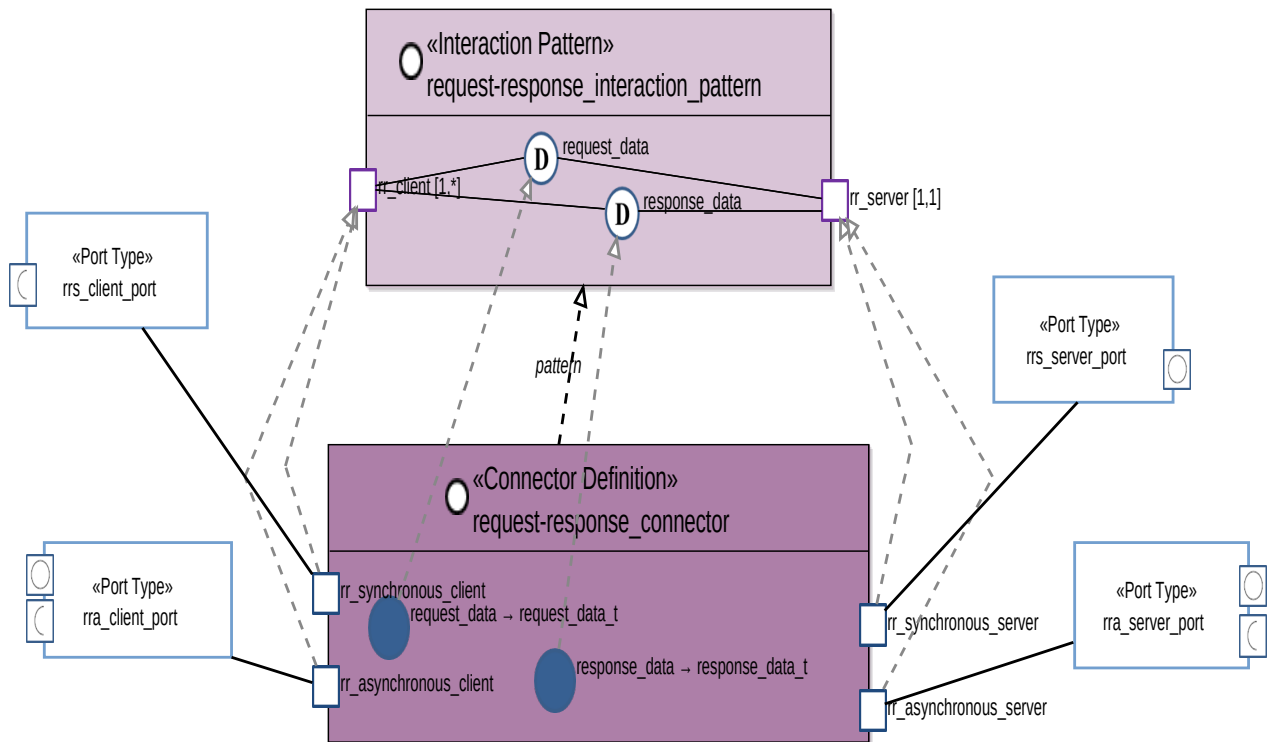 «Interaction Pattern»
request-response_interaction_pattern
D
request_data
rr_client [1,*]
D
response_data
rr_server [1,1]
«Port Type»
rrs_client_port
«Port Type»
rrs_server_port
pattern
«Connector Definition»
request-response_connector
«Port Type»
rra_client_port
rr_synchronous_client
request_data → request_data_t
response_data → response_data_t
rr_asynchronous_client
rr_synchronous_server
rr_asynchronous_server
«Port Type»
rra_server_port